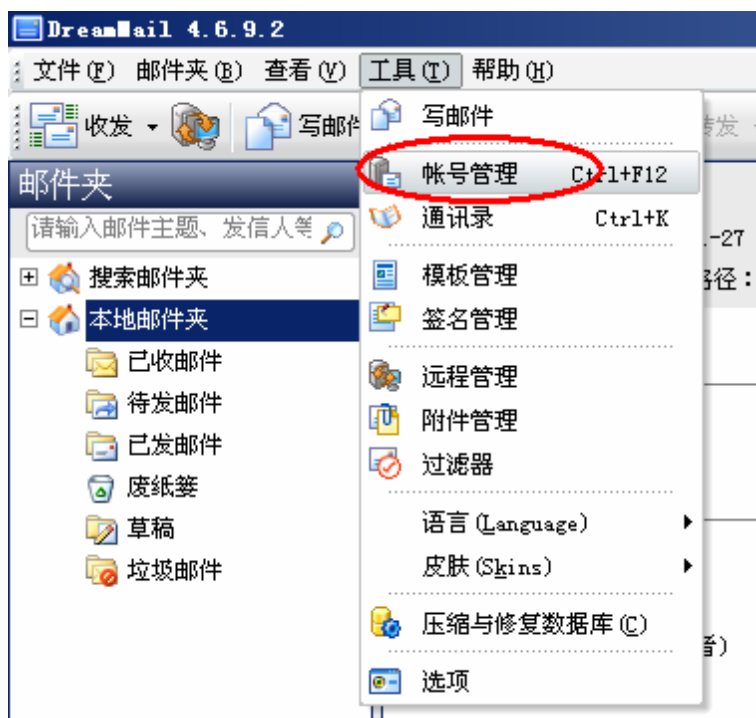 DreamMail 4.6.9.2
文件(F) 邮件夹(B) 查看(V) 工具(T) 帮助(H)
收发 写邮件 转发
邮件夹
请输入邮件主题、发信人等
搜索邮件夹
本地邮件夹
已收邮件
待发邮件
已发邮件
废纸篓
草稿
垃圾邮件
写邮件
帐号管理 Ctrl+F12
通讯录 Ctrl+K
模板管理
签名管理
远程管理
附件管理
过滤器
语言(Language)
皮肤(Skins)
压缩与修复数据库(C)
选项
-27
路径：